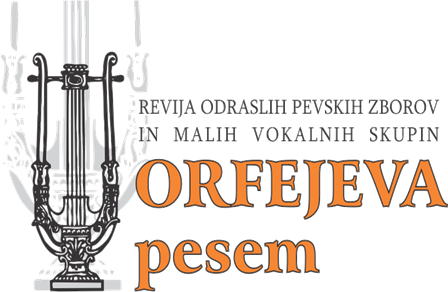 REVIJA ODRASLIH PEVSKIH ZBOROV
IN MALIH VOKALNIH SKUPIN
ORFEJEVA
pesem